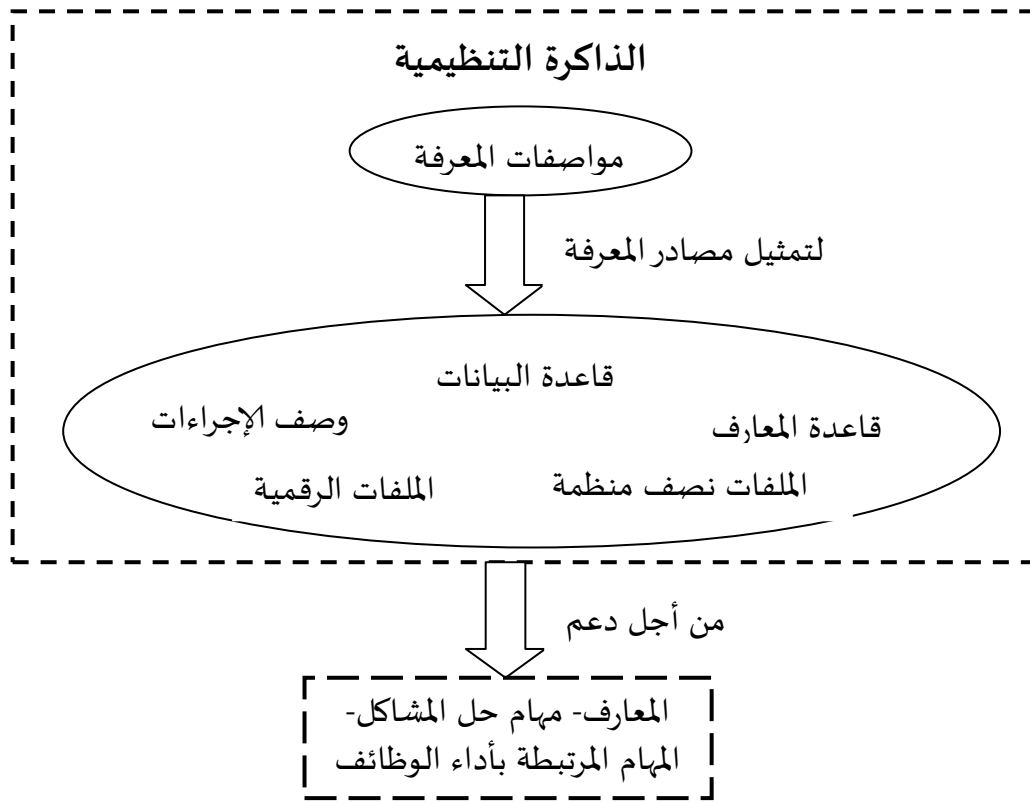 الذاكرة التنظيمية
مواصفات المعرفة
لتمثيل مصادر المعرفة
قاعدة البيانات
قاعدة المعارف
وصف الإجراءات
الملفات نصف منظمة
الملفات الرقمية
من أجل دعم
المعارف- مهام حل المشاكل-
المهام المرتبطة بأداء الوظائف